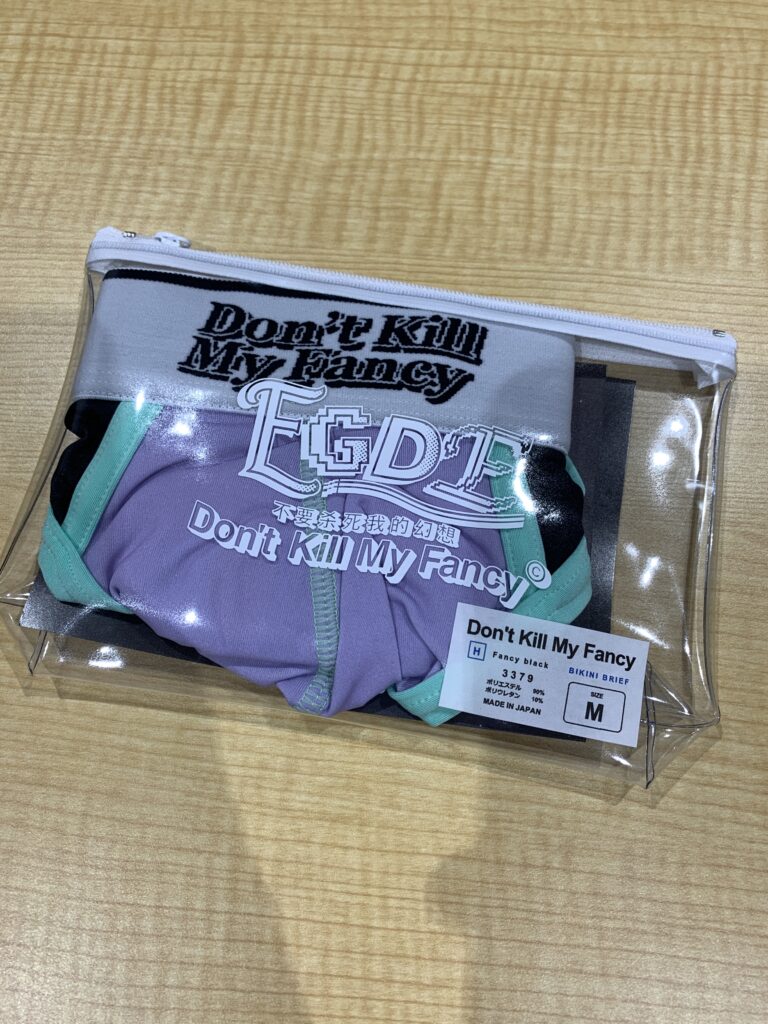 Don't Kill
My Fancy
EGDE
不要杀死我的幻想
Don't Kill My Fancy©
Don't Kill My Fancy
H Fancy black
BIKINI BRIEF
3379
ポリエステル 90%
ポリウレタン 10%
MADE IN JAPAN
SIZE
M